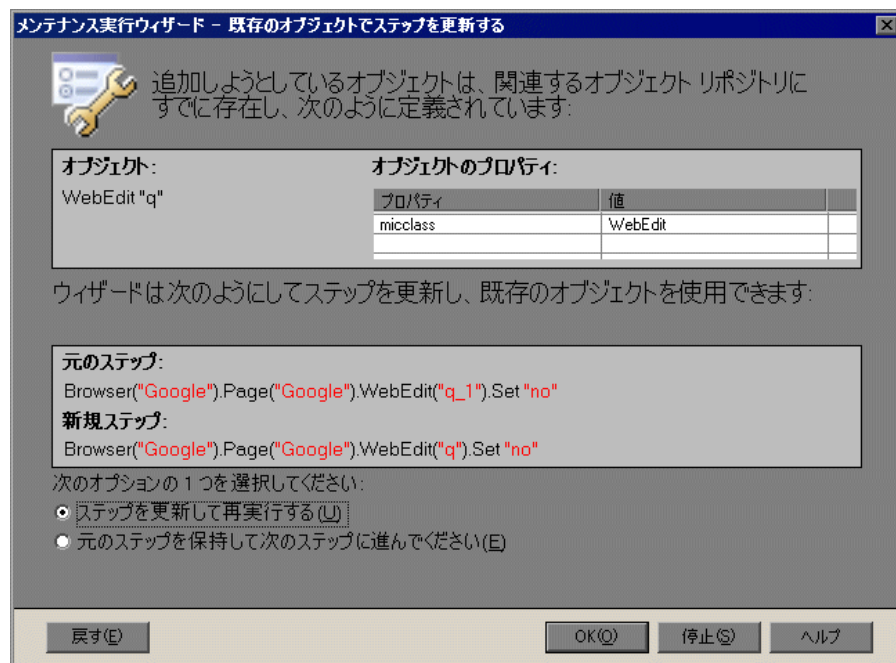 メンテナンス実行ウィザード - 既存のオブジェクトでステップを更新する
追加しようとしているオブジェクトは、関連するオブジェクト リポジトリに
すでに存在し、次のように定義されています:
オブジェクト: オブジェクトのプロパティ:
WebEdit "q"
プロパティ 値
micclass WebEdit
ウィザードは次のようにしてステップを更新し、既存のオブジェクトを使用できます:
元のステップ:
Browser("Google").Page("Google").WebEdit("q_1").Set "no"
新規ステップ:
Browser("Google").Page("Google").WebEdit("q").Set "no"
次のオプションの 1 つを選択してください:
ステップを更新して再実行する(U)
元のステップを保持して次のステップに進んでください(E)
戻す(E) OK(O) 停止(S) ヘルプ